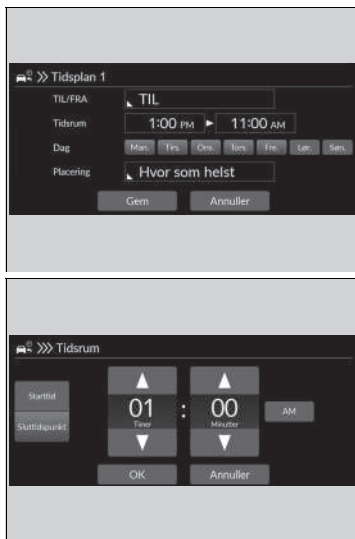 Tidsplan 1
TIL/FRA TIL
Tidsrum 1:00 PM ► 11:00 AM
Dag Man. Tirs. Ons. Tors. Fre. Lør. Søn.
Placering Hvor som helst
Gem Annuller
Tidsrum
Starttid
Sluttidspunkt
01 : 00 AM
Timer Minutter
OK Annuller